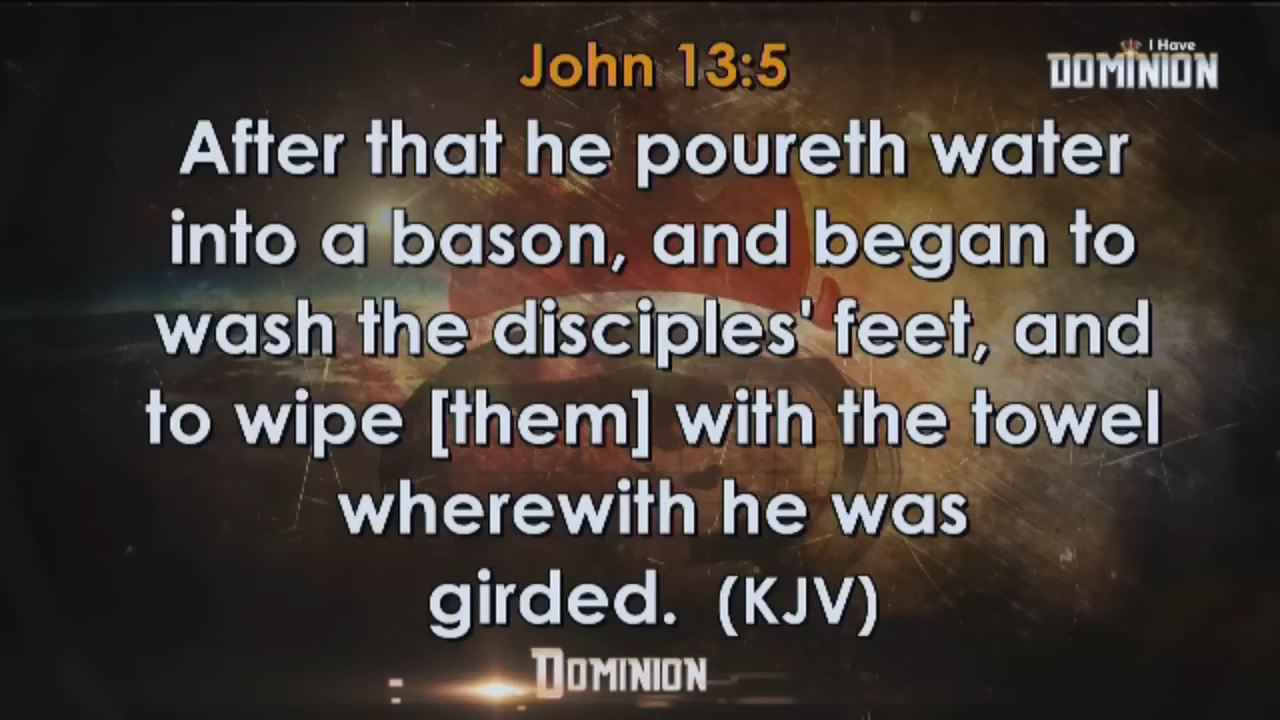 John 13:5
I Have
DOMINION
After that he poureth water
into a bason, and began to
wash the disciples' feet, and
to wipe [them] with the towel
wherewith he was
girded.  (KJV)
DOMINION